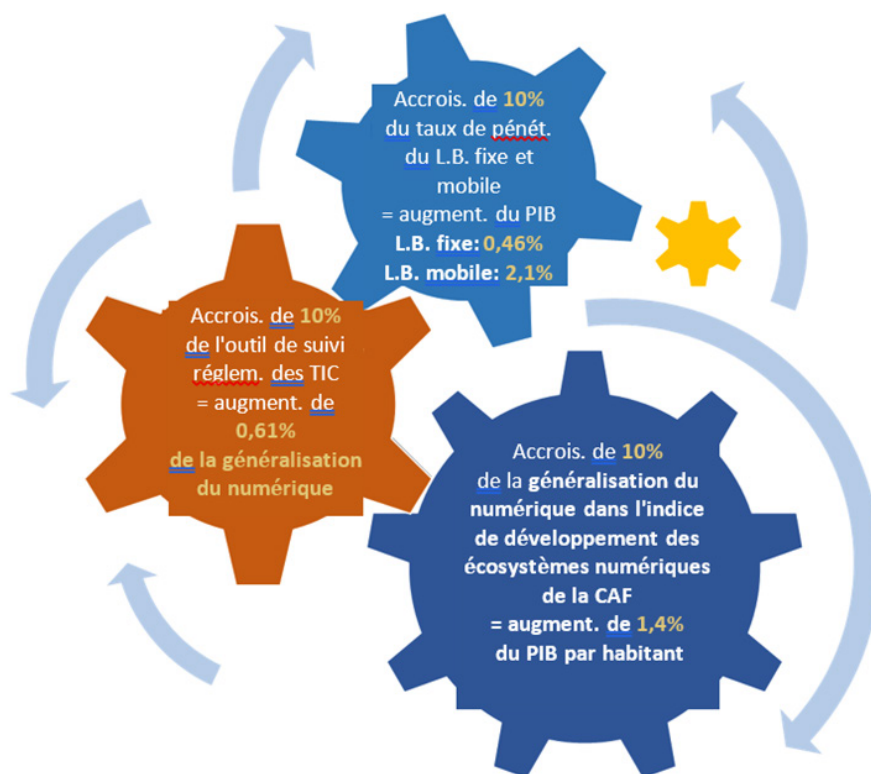 Accrois. de 10%
du taux de pénét.
du L.B. fixe et
mobile
= augment. du PIB
L.B. fixe: 0,46%
L.B. mobile: 2,1%
Accrois. de 10%
de l'outil de suivi
réglem. des TIC
= augment. de
0,61%
de la généralisation
du numérique
Accrois. de 10%
de la généralisation du
numérique dans l'indice
de développement des
écosystèmes numériques
de la CAF
= augment. de 1,4%
du PIB par habitant